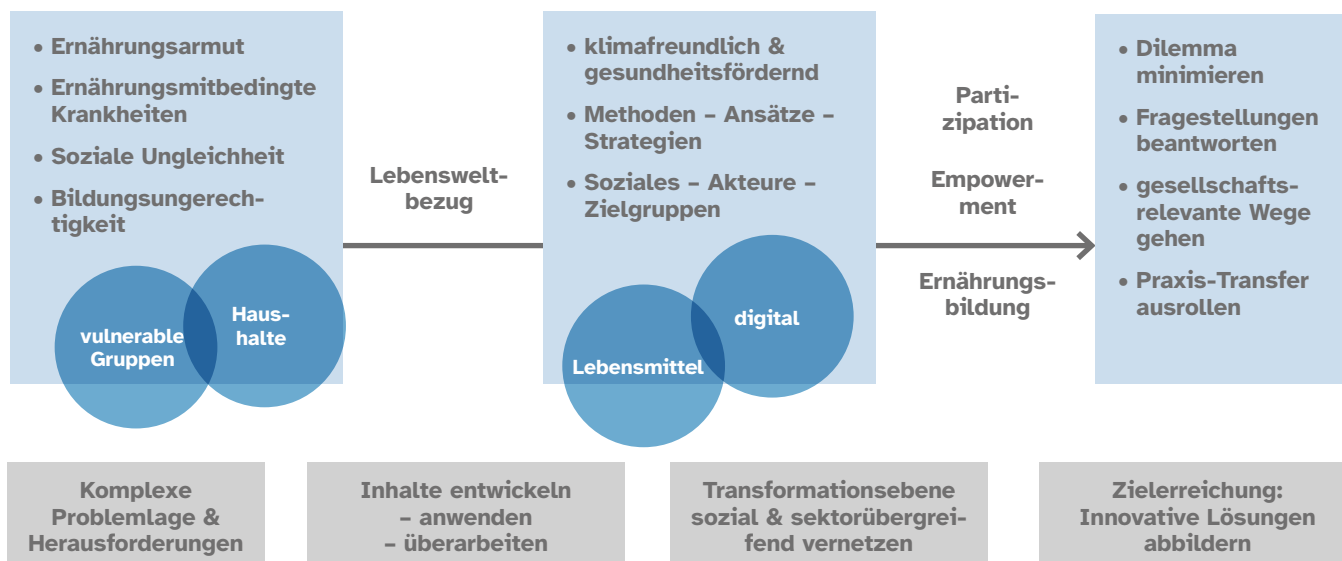 • Ernährungsarmut
• Ernährungsmitbedingte
Krankheiten
• Soziale Ungleichheit
• Bildungsungerech-
tigkeit
vulnerable
Gruppen
Haus-
halte
Lebenswelt-
bezug
• klimafreundlich &
gesundheitsfördernd
• Methoden – Ansätze –
Strategien
• Soziales – Akteure –
Zielgruppen
Lebensmittel
digital
Parti-
zipation
Empower-
ment
Ernährungs-
bildung
• Dilemma
minimieren
• Fragestellungen
beantworten
• gesellschafts-
relevante Wege
gehen
• Praxis-Transfer
ausrollen
Komplexe
Problemlage &
Herausforderungen
Inhalte entwickeln
– anwenden
– überarbeiten
Transformationsebene
sozial & sektorübergrei-
fend vernetzen
Zielerreichung:
Innovative Lösungen
abbildern